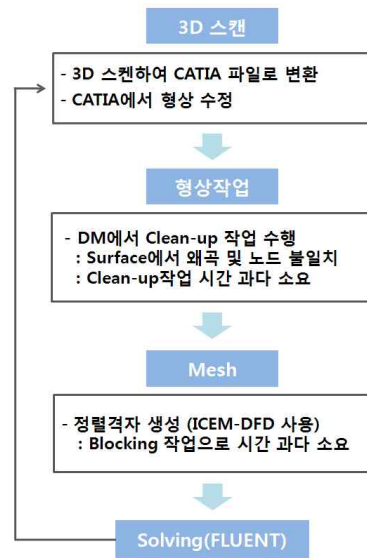 3D 스캔
- 3D 스켄하여 CATIA 파일로 변환
- CATIA에서 형상 수정
형상작업
- DM에서 Clean-up 작업 수행
: Surface에서 왜곡 및 노드 불일치
: Clean-up작업 시간 과다 소요
Mesh
- 정렬격자 생성 (ICEM-DFD 사용)
: Blocking 작업으로 시간 과다 소요
Solving(FLUENT)